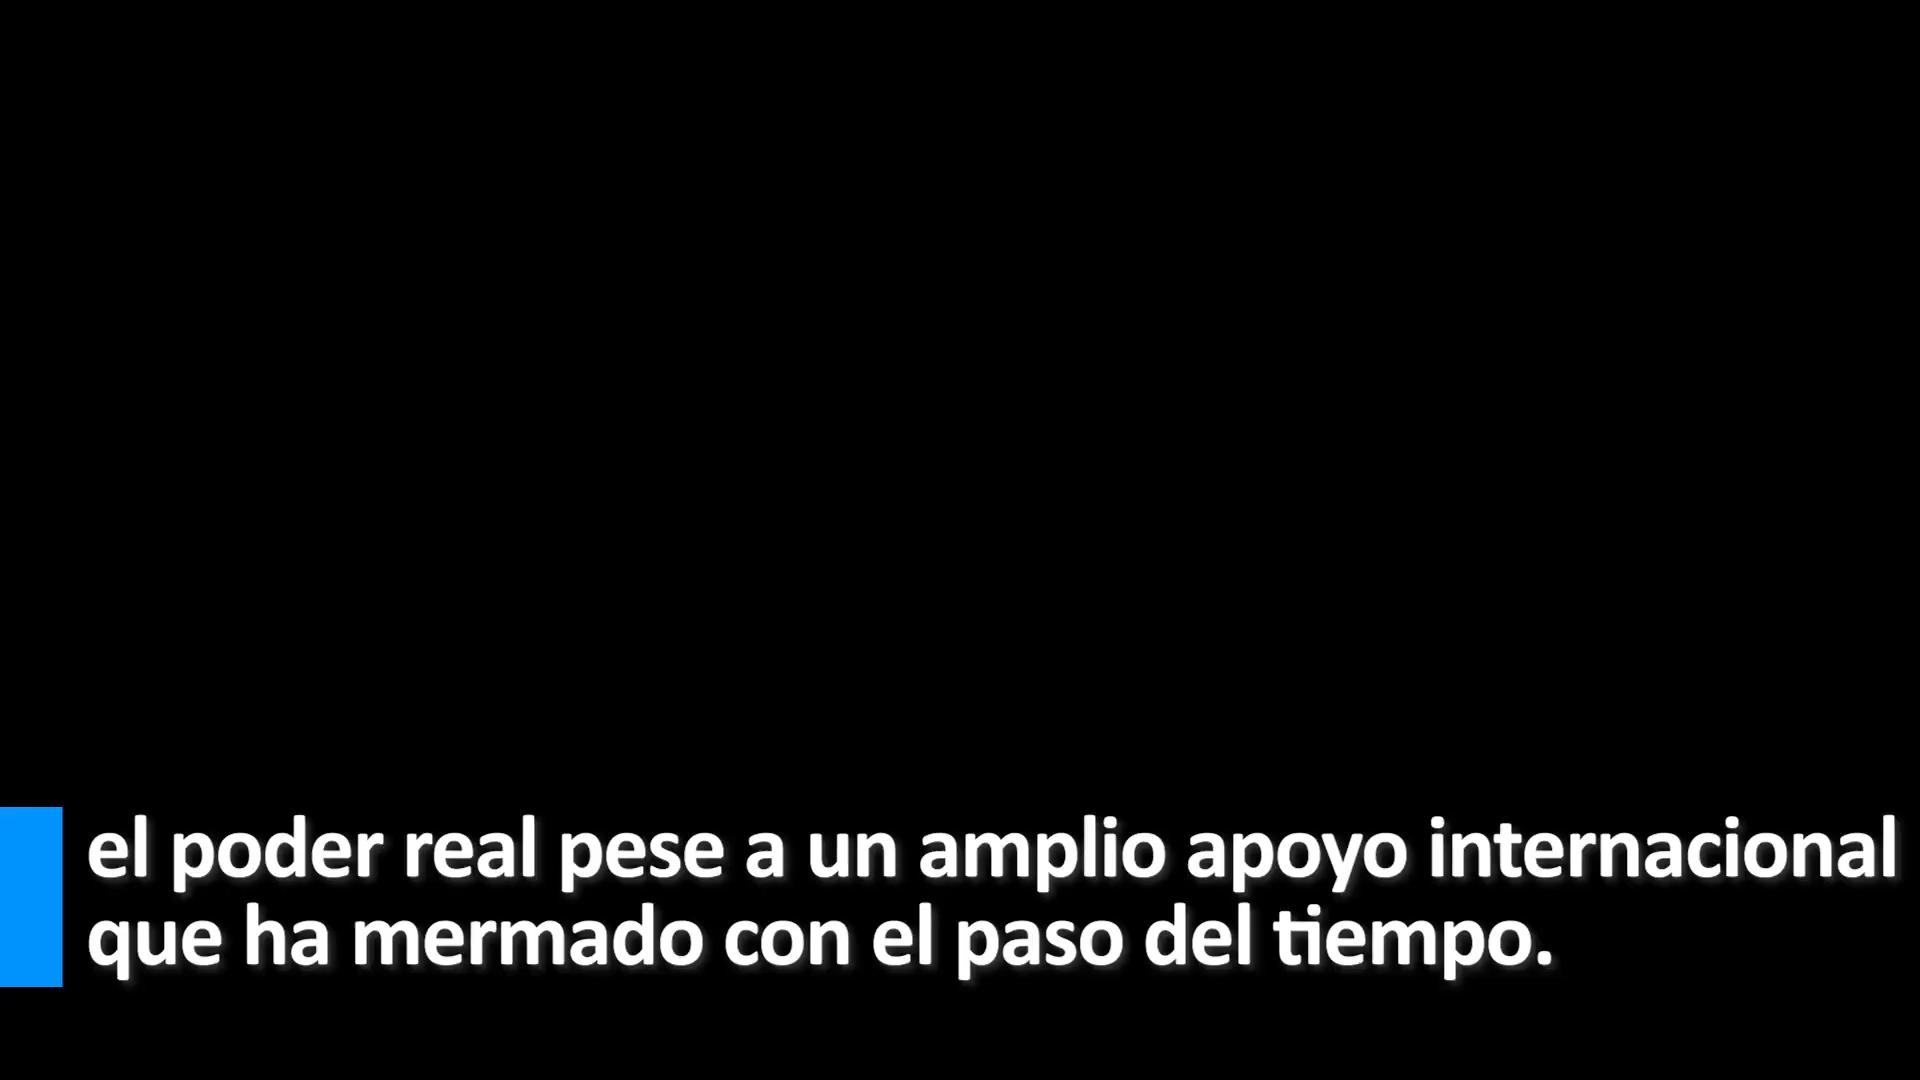 el poder real pese a un amplio apoyo internacional
que ha mermado con el paso del tiempo.